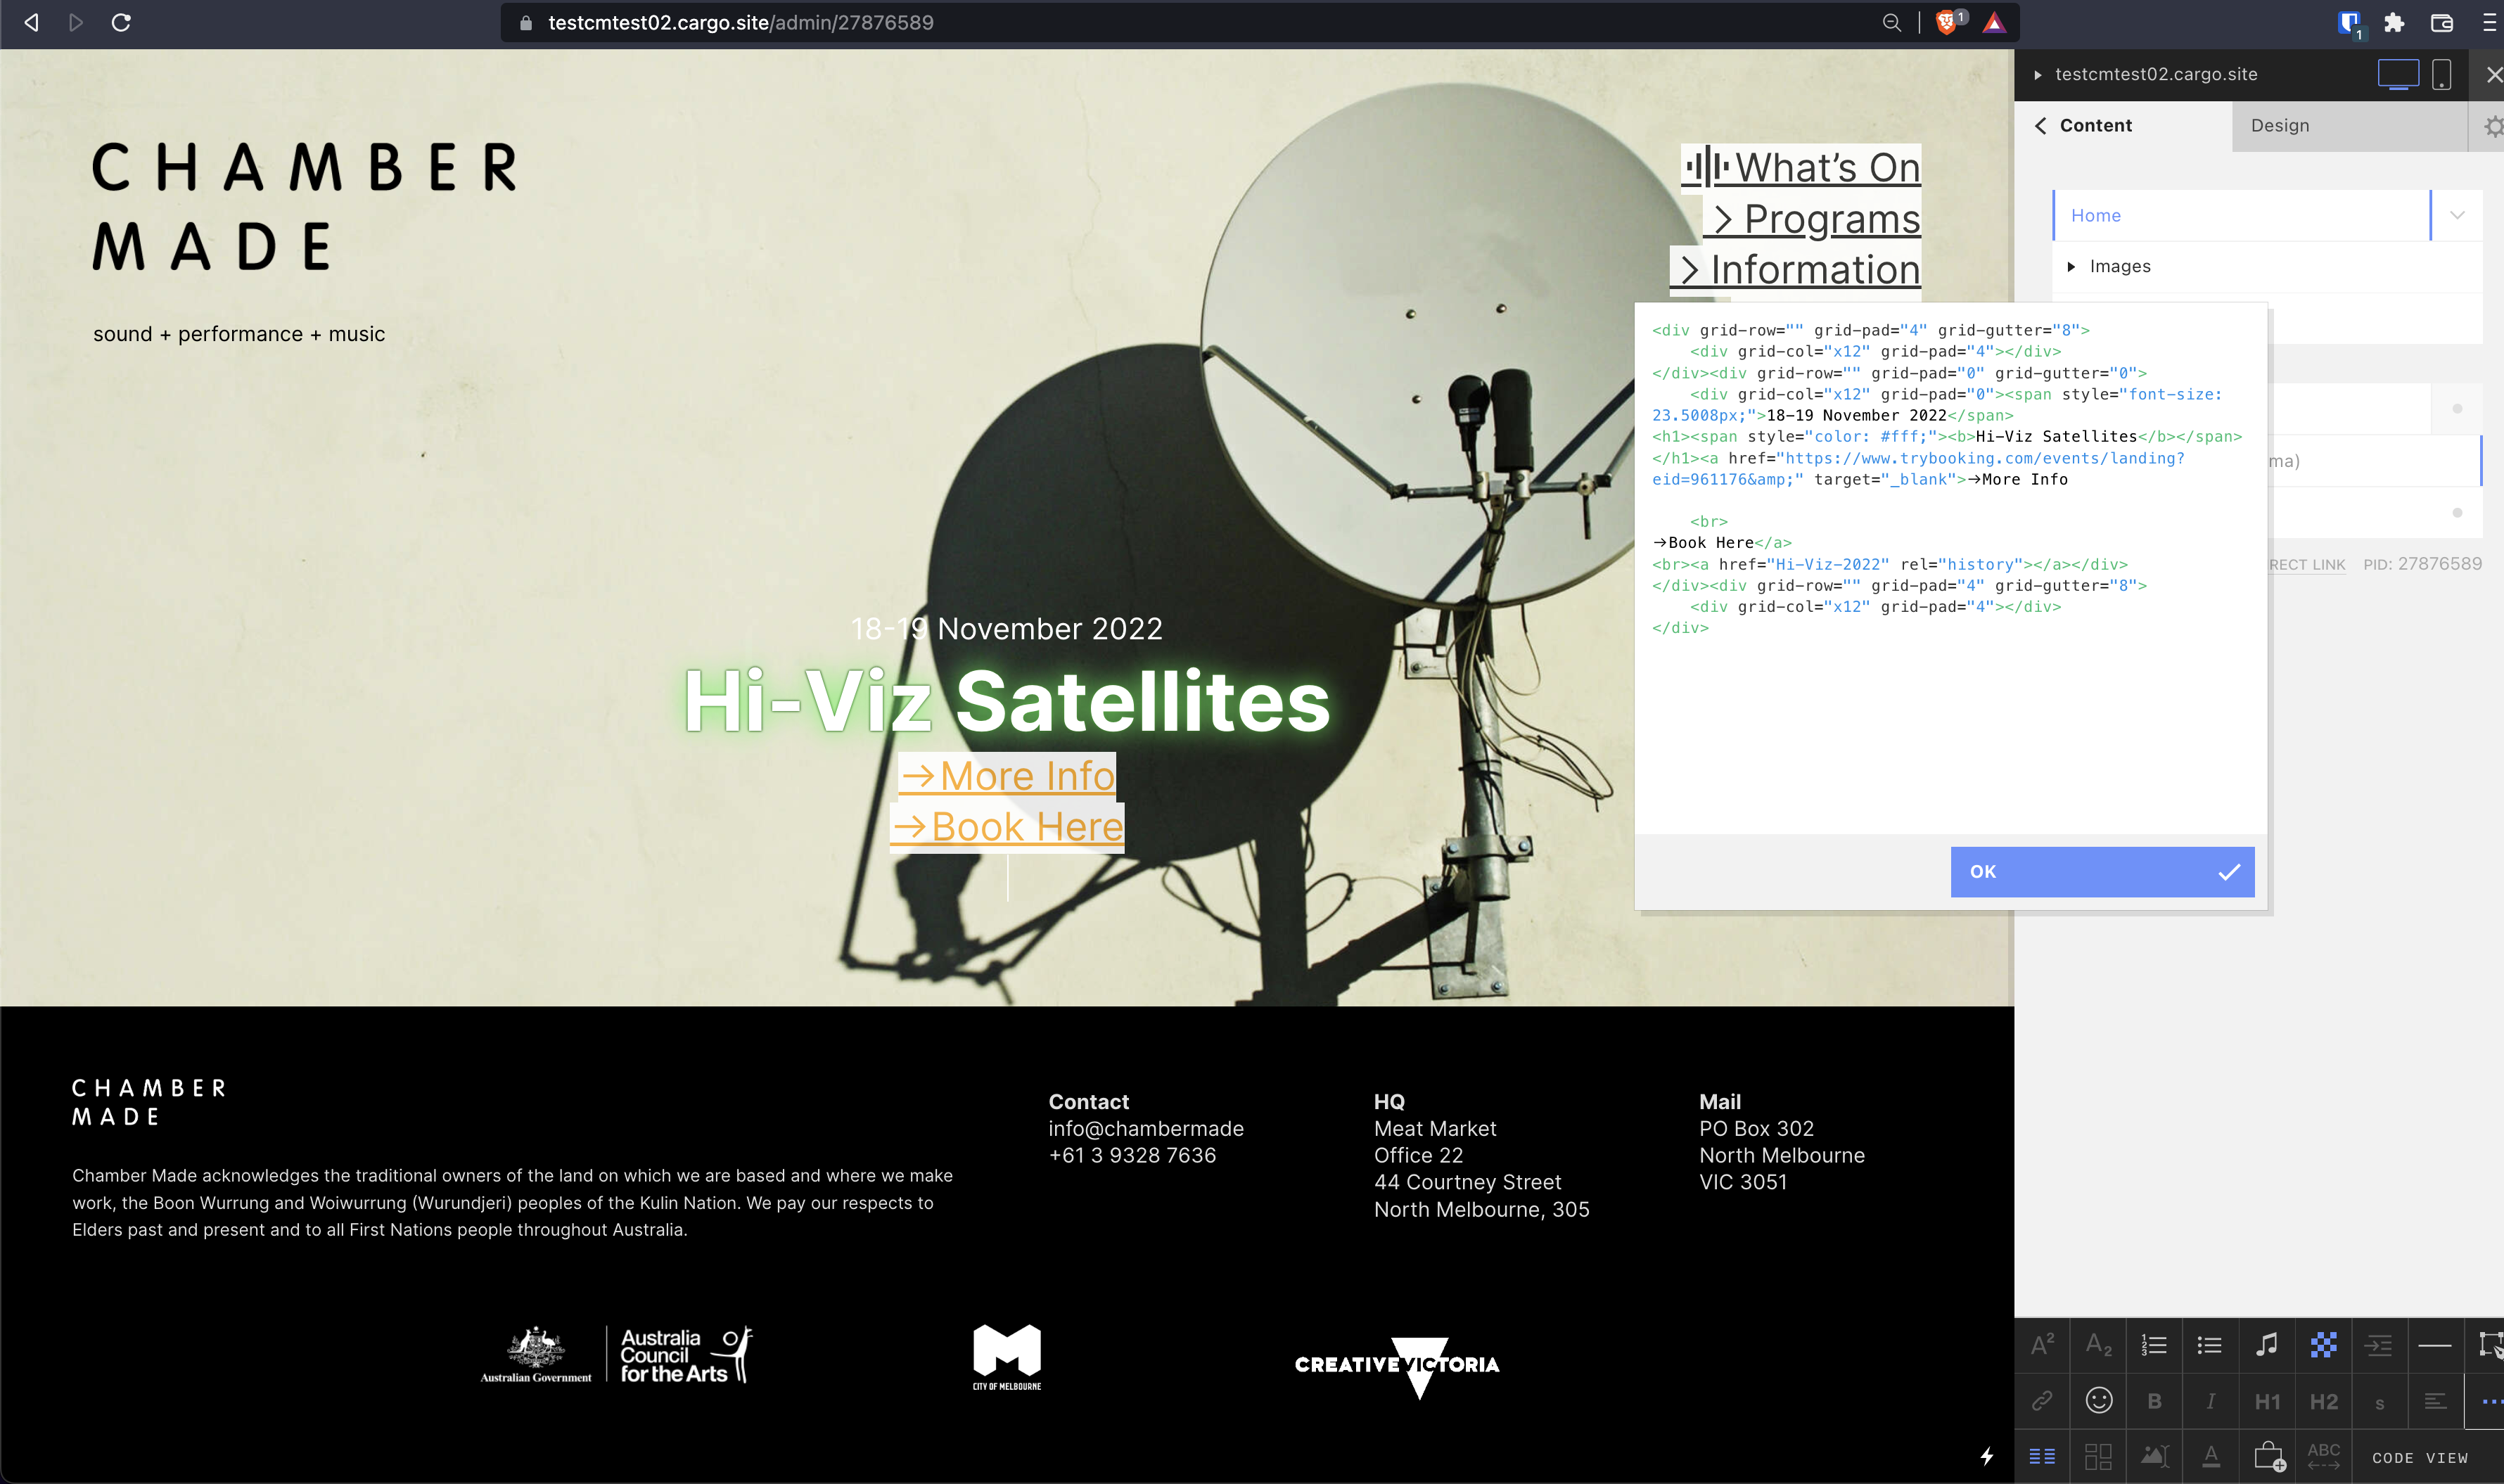 testcmtest02.cargo.site/admin/27876589
1
1
testcmtest02.cargo.site
Content
Design
Home
Images
CHAMBER
MADE
sound + performance + music
What’s On
> Programs
> Information
<div grid-row="" grid-pad="4" grid-gutter="8">
<div grid-col="x12" grid-pad="4"></div>
</div><div grid-row="" grid-pad="0" grid-gutter="0">
<div grid-col="x12" grid-pad="0"><span style="font-size:
23.5008px;">18-19 November 2022</span>
<h1><span style="color: #fff;"><b>Hi-Viz Satellites</b></span>
</h1><a href="https://www.trybooking.com/events/landing?
eid=961176&amp;" target="_blank">→More Info
<br>
→Book Here</a>
<br><a href="Hi-Viz-2022" rel="history"></a></div>
</div><div grid-row="" grid-pad="4" grid-gutter="8">
<div grid-col="x12" grid-pad="4"></div>
</div>
OK
ma)
RECT LINK PID: 27876589
18-19 November 2022
Hi-Viz Satellites
→More Info
→Book Here
CHAMBER
MADE
Chamber Made acknowledges the traditional owners of the land on which we are based and where we make
work, the Boon Wurrung and Woiwurrung (Wurundjeri) peoples of the Kulin Nation. We pay our respects to
Elders past and present and to all First Nations people throughout Australia.
Contact
info@chambermade
+61 3 9328 7636
HQ
Meat Market
Office 22
44 Courtney Street
North Melbourne, 305
Mail
PO Box 302
North Melbourne
VIC 3051
Australian Government
Australia
Council
for the Arts
CITY OF MELBOURNE
CREATIVE VICTORIA
A2 A2 1 2 3
B I H1 H2 s
A ABC CODE VIEW